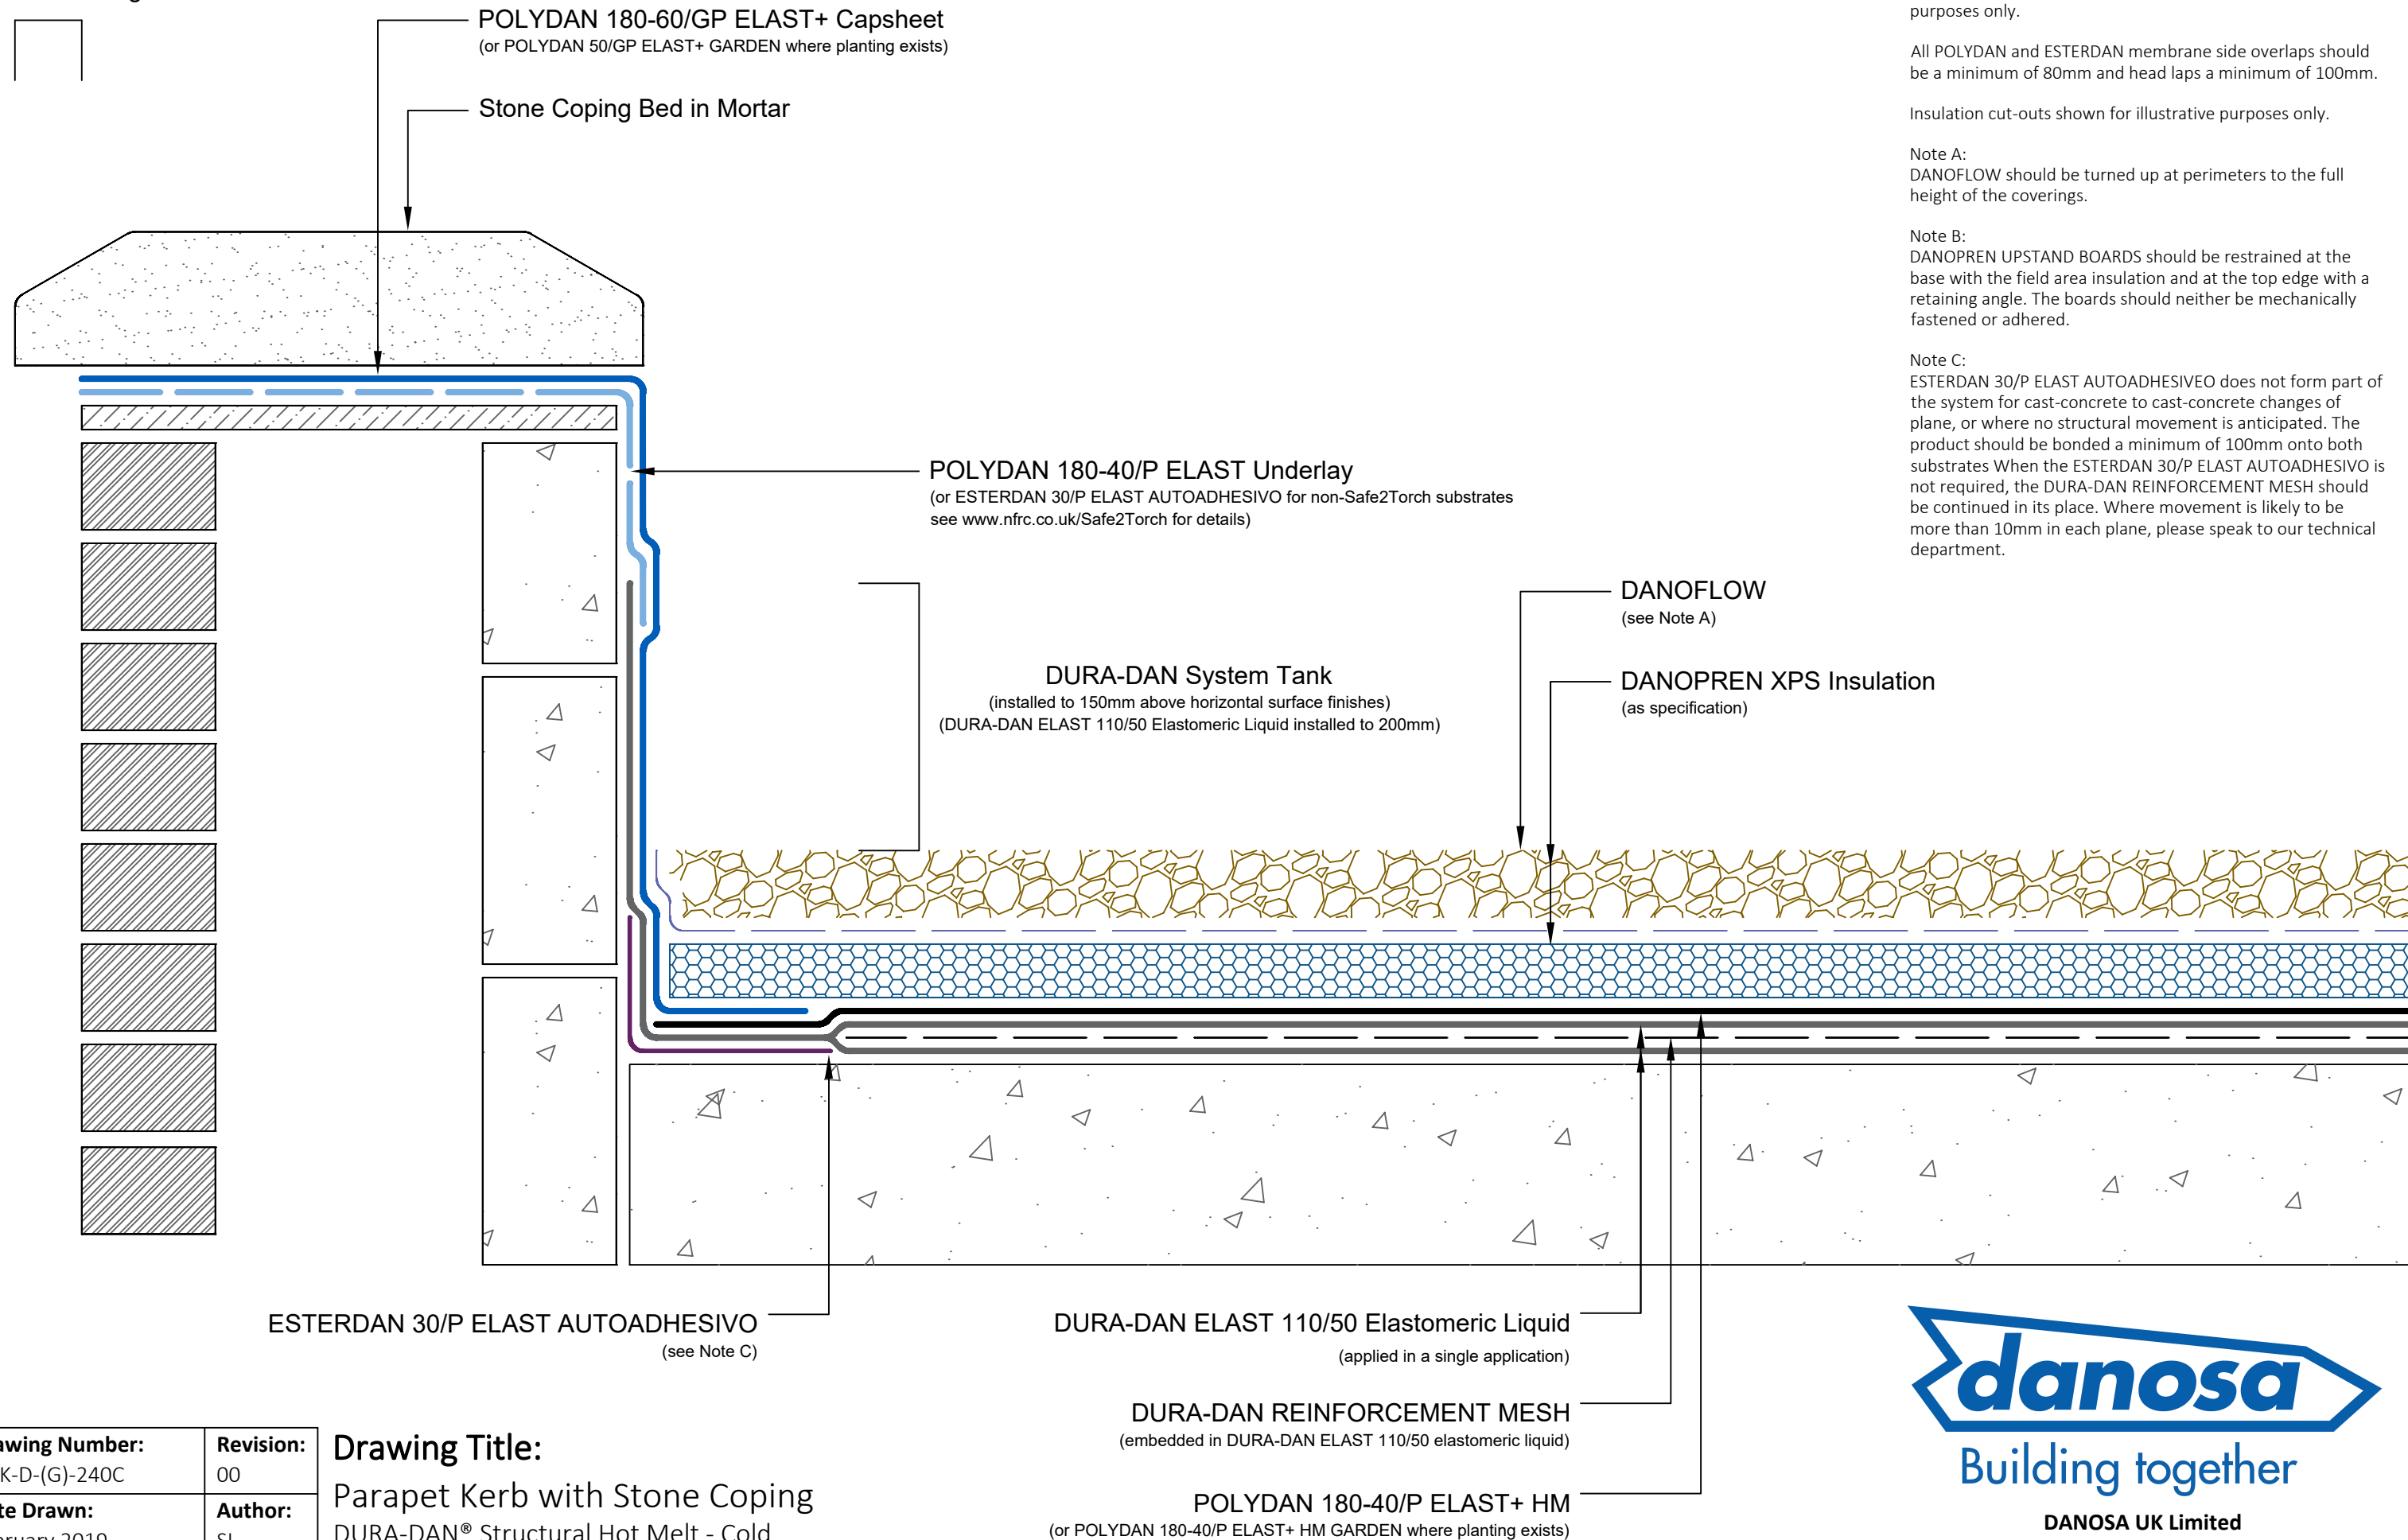 POLYDAN 180-60/GP ELAST+ Capsheet
(or POLYDAN 50/GP ELAST+ GARDEN where planting exists)
Stone Coping Bed in Mortar
POLYDAN 180-40/P ELAST Underlay
(or ESTERDAN 30/P ELAST AUTOADHESIVO for non-Safe2Torch substrates
see www.nfrc.co.uk/Safe2Torch for details)
DURA-DAN System Tank
(installed to 150mm above horizontal surface finishes)
(DURA-DAN ELAST 110/50 Elastomeric Liquid installed to 200mm)
DANOFLOW
(see Note A)
DANOPREN XPS Insulation
(as specification)
purposes only.
All POLYDAN and ESTERDAN membrane side overlaps should
be a minimum of 80mm and head laps a minimum of 100mm.
Insulation cut-outs shown for illustrative purposes only.
Note A:
DANOFLOW should be turned up at perimeters to the full
height of the coverings.
Note B:
DANOPREN UPSTAND BOARDS should be restrained at the
base with the field area insulation and at the top edge with a
retaining angle. The boards should neither be mechanically
fastened or adhered.
Note C:
ESTERDAN 30/P ELAST AUTOADHESIVEO does not form part of
the system for cast-concrete to cast-concrete changes of
plane, or where no structural movement is anticipated. The
product should be bonded a minimum of 100mm onto both
substrates When the ESTERDAN 30/P ELAST AUTOADHESIVO is
not required, the DURA-DAN REINFORCEMENT MESH should
be continued in its place. Where movement is likely to be
more than 10mm in each plane, please speak to our technical
department.
ESTERDAN 30/P ELAST AUTOADHESIVO
(see Note C)
DURA-DAN ELAST 110/50 Elastomeric Liquid
(applied in a single application)
DURA-DAN REINFORCEMENT MESH
(embedded in DURA-DAN ELAST 110/50 elastomeric liquid)
POLYDAN 180-40/P ELAST+ HM
(or POLYDAN 180-40/P ELAST+ HM GARDEN where planting exists)
awing Number:
K-D-(G)-240C
Revision:
00
te Drawn:
Author:
Drawing Title:
Parapet Kerb with Stone Coping
DURA-DAN® Structural Hot Melt - Cold
danosa
Building together
DANOSA UK Limited